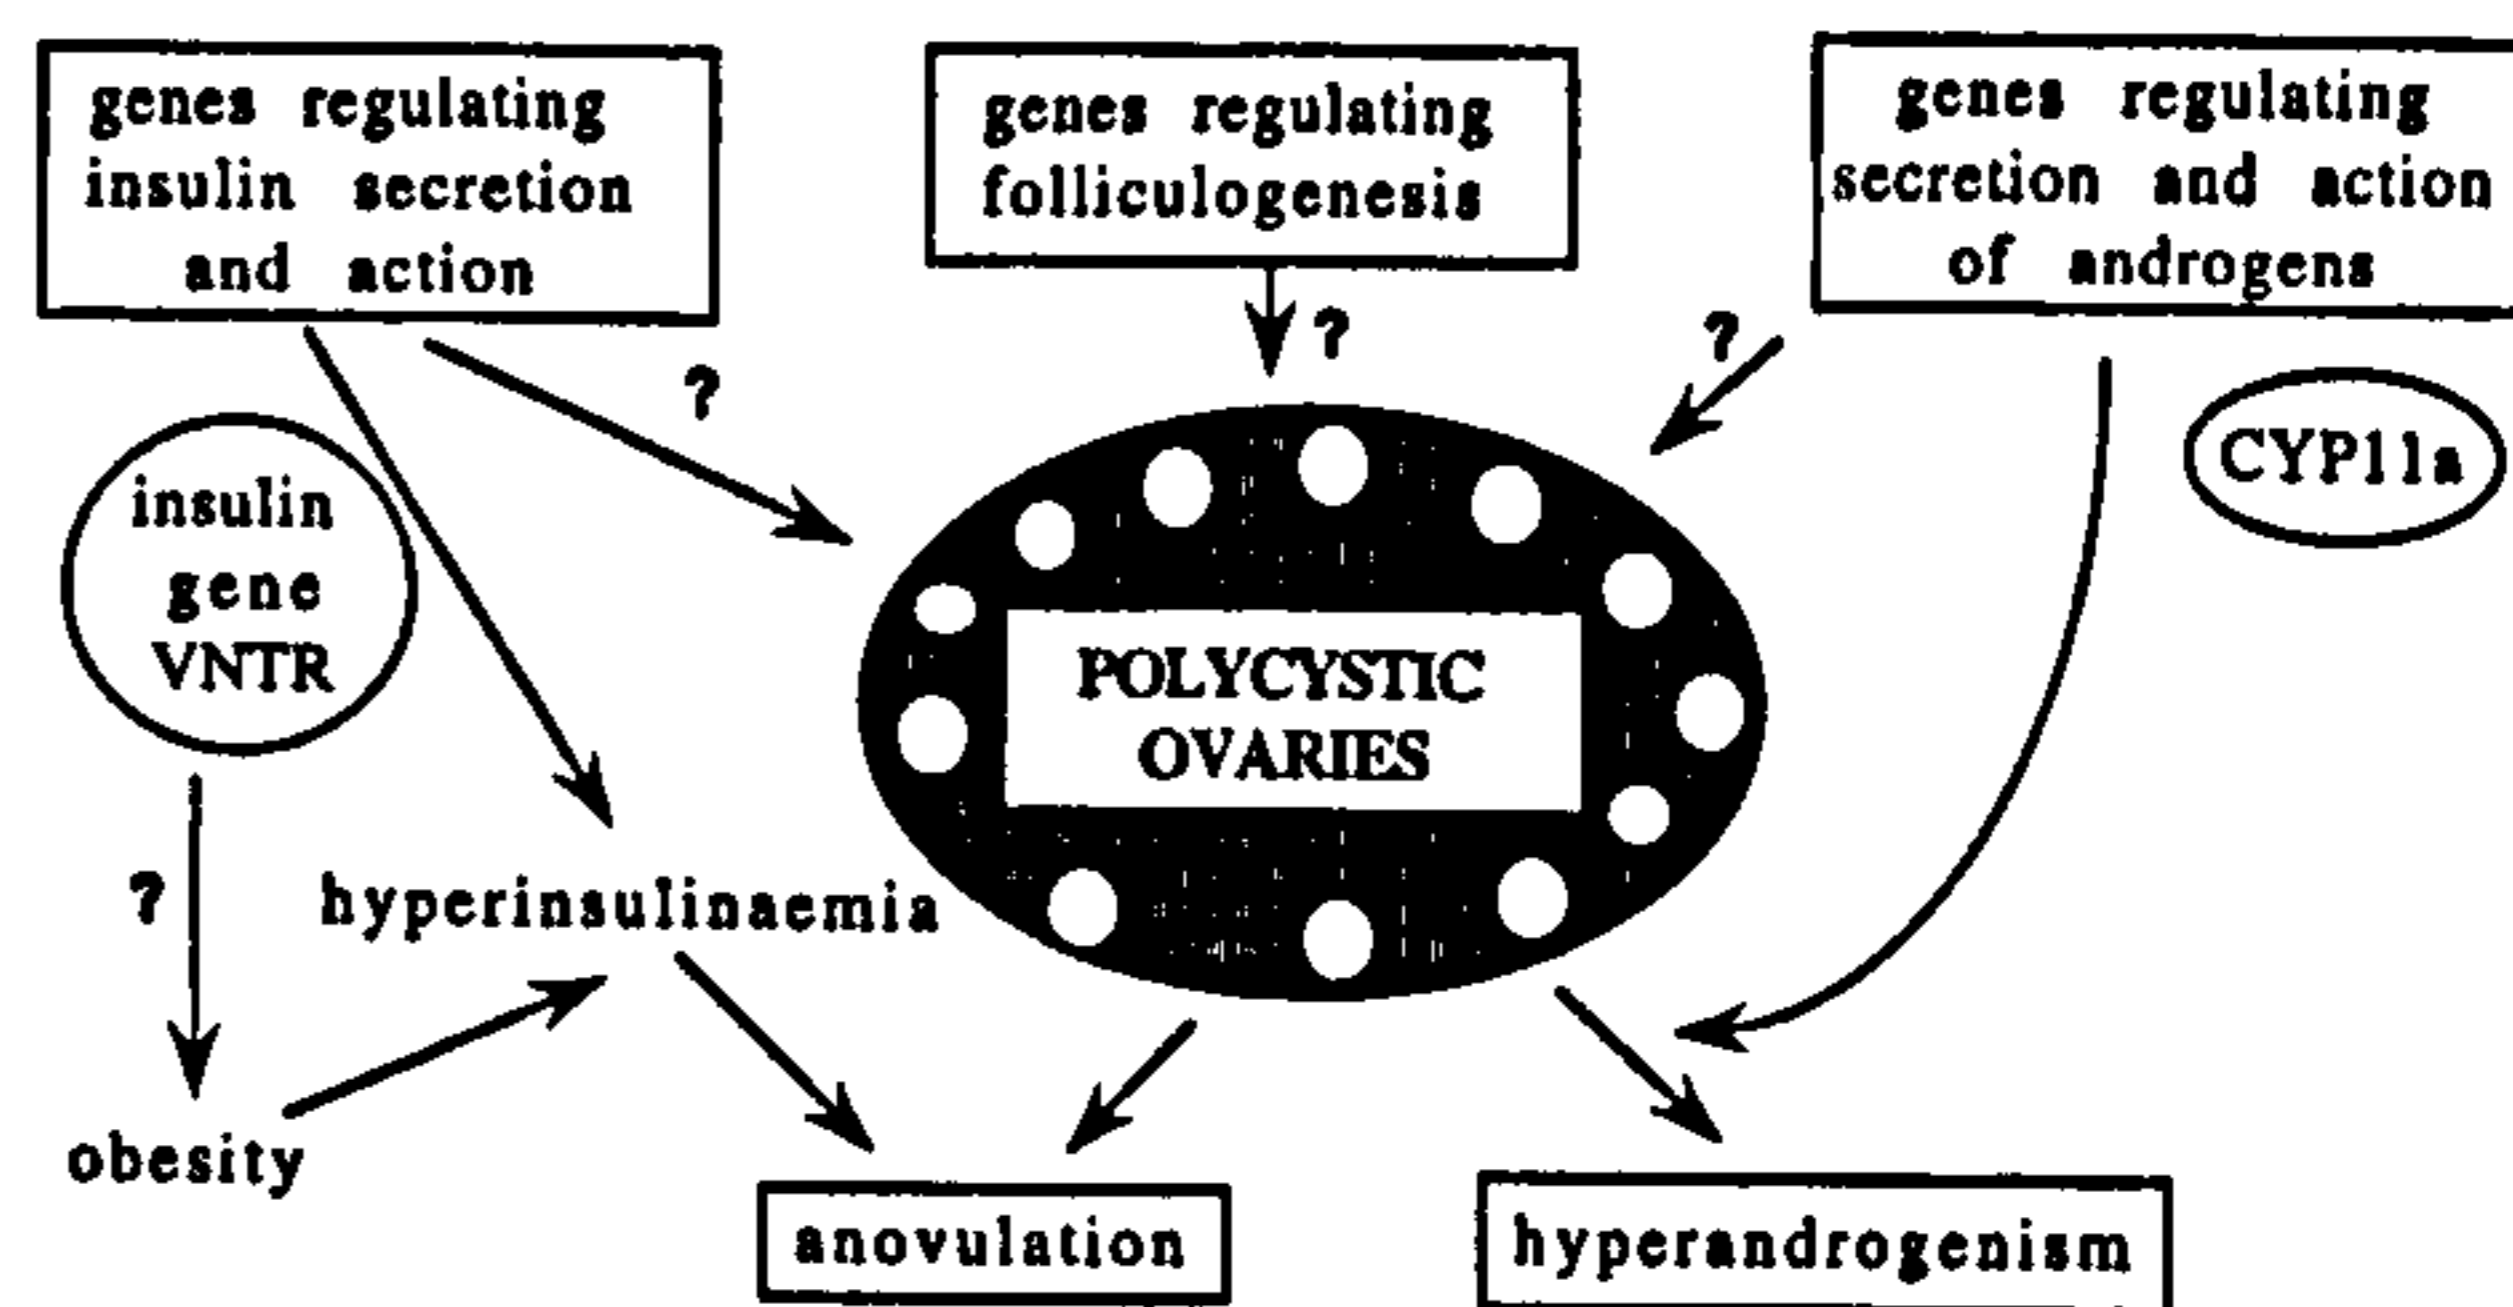 genes regulating
insulin secretion
and action
genes regulating
folliculogenesis
genes regulating
secretion and action
of androgens
?
?
?
insulin
gene
VNTR
CYP11a
POLYCYSTIC
OVARIES
?
hyperinsulinaemia
obesity
anovulation
hyperandrogenism